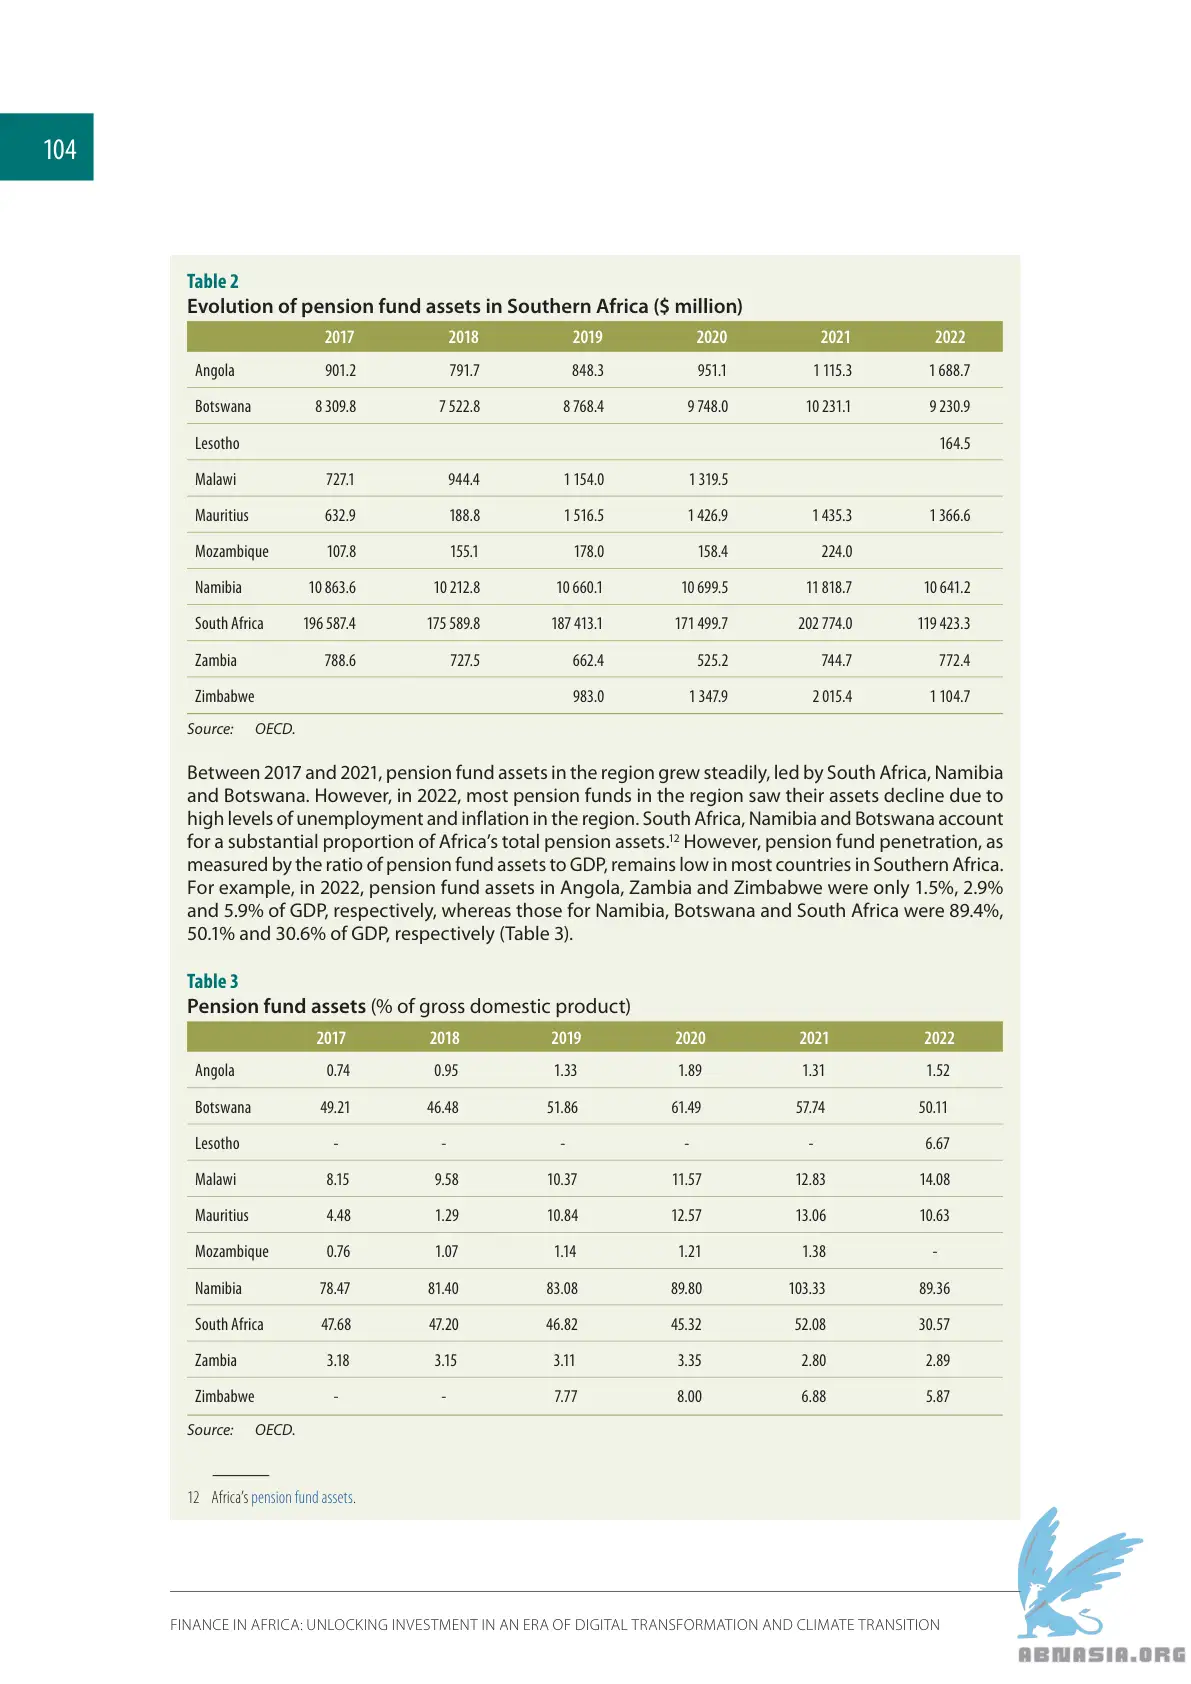 104
Table 2
Evolution of pension fund assets in Southern Africa ($ million)
2017 2018 2019 2020 2021 2022
Angola 901.2 791.7 848.3 951.1 1 115.3 1 688.7
Botswana 8 309.8 7 522.8 8 768.4 9 748.0 10 231.1 9 230.9
Lesotho 164.5
Malawi 727.1 944.4 1 154.0 1 319.5
Mauritius 632.9 188.8 1 516.5 1 426.9 1 435.3 1 366.6
Mozambique 107.8 155.1 178.0 158.4 224.0
Namibia 10 863.6 10 212.8 10 660.1 10 699.5 11 818.7 10 641.2
South Africa 196 587.4 175 589.8 187 413.1 171 499.7 202 774.0 119 423.3
Zambia 788.6 727.5 662.4 525.2 744.7 772.4
Zimbabwe 983.0 1 347.9 2 015.4 1 104.7
Source: OECD.
Between 2017 and 2021, pension fund assets in the region grew steadily, led by South Africa, Namibia
and Botswana. However, in 2022, most pension funds in the region saw their assets decline due to
high levels of unemployment and inflation in the region. South Africa, Namibia and Botswana account
for a substantial proportion of Africa's total pension assets.12 However, pension fund penetration, as
measured by the ratio of pension fund assets to GDP, remains low in most countries in Southern Africa.
For example, in 2022, pension fund assets in Angola, Zambia and Zimbabwe were only 1.5%, 2.9%
and 5.9% of GDP, respectively, whereas those for Namibia, Botswana and South Africa were 89.4%,
50.1% and 30.6% of GDP, respectively (Table 3).
Table 3
Pension fund assets (% of gross domestic product)
2017 2018 2019 2020 2021 2022
Angola 0.74 0.95 1.33 1.89 1.31 1.52
Botswana 49.21 46.48 51.86 61.49 57.74 50.11
Lesotho - - - - - 6.67
Malawi 8.15 9.58 10.37 11.57 12.83 14.08
Mauritius 4.48 1.29 10.84 12.57 13.06 10.63
Mozambique 0.76 1.07 1.14 1.21 1.38 -
Namibia 78.47 81.40 83.08 89.80 103.33 89.36
South Africa 47.68 47.20 46.82 45.32 52.08 30.57
Zambia 3.18 3.15 3.11 3.35 2.80 2.89
Zimbabwe - - 7.77 8.00 6.88 5.87
Source: OECD.
12 Africa's pension fund assets.
FINANCE IN AFRICA: UNLOCKING INVESTMENT IN AN ERA OF DIGITAL TRANSFORMATION AND CLIMATE TRANSITION
ABNASIA.ORG